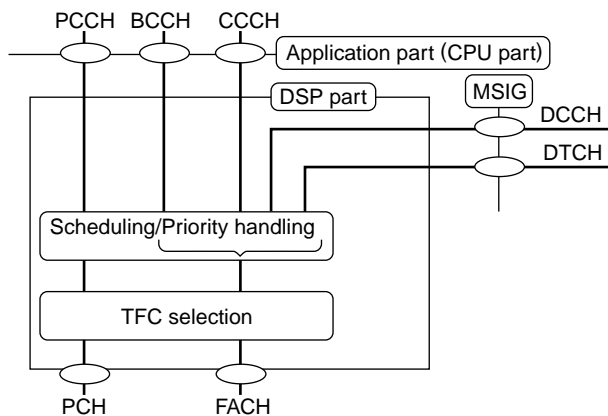 PCCH BCCH CCCH
Application part (CPU part)
DSP part
MSIG
DCCH
DTCH
Scheduling/Priority handling
TFC selection
PCH
FACH